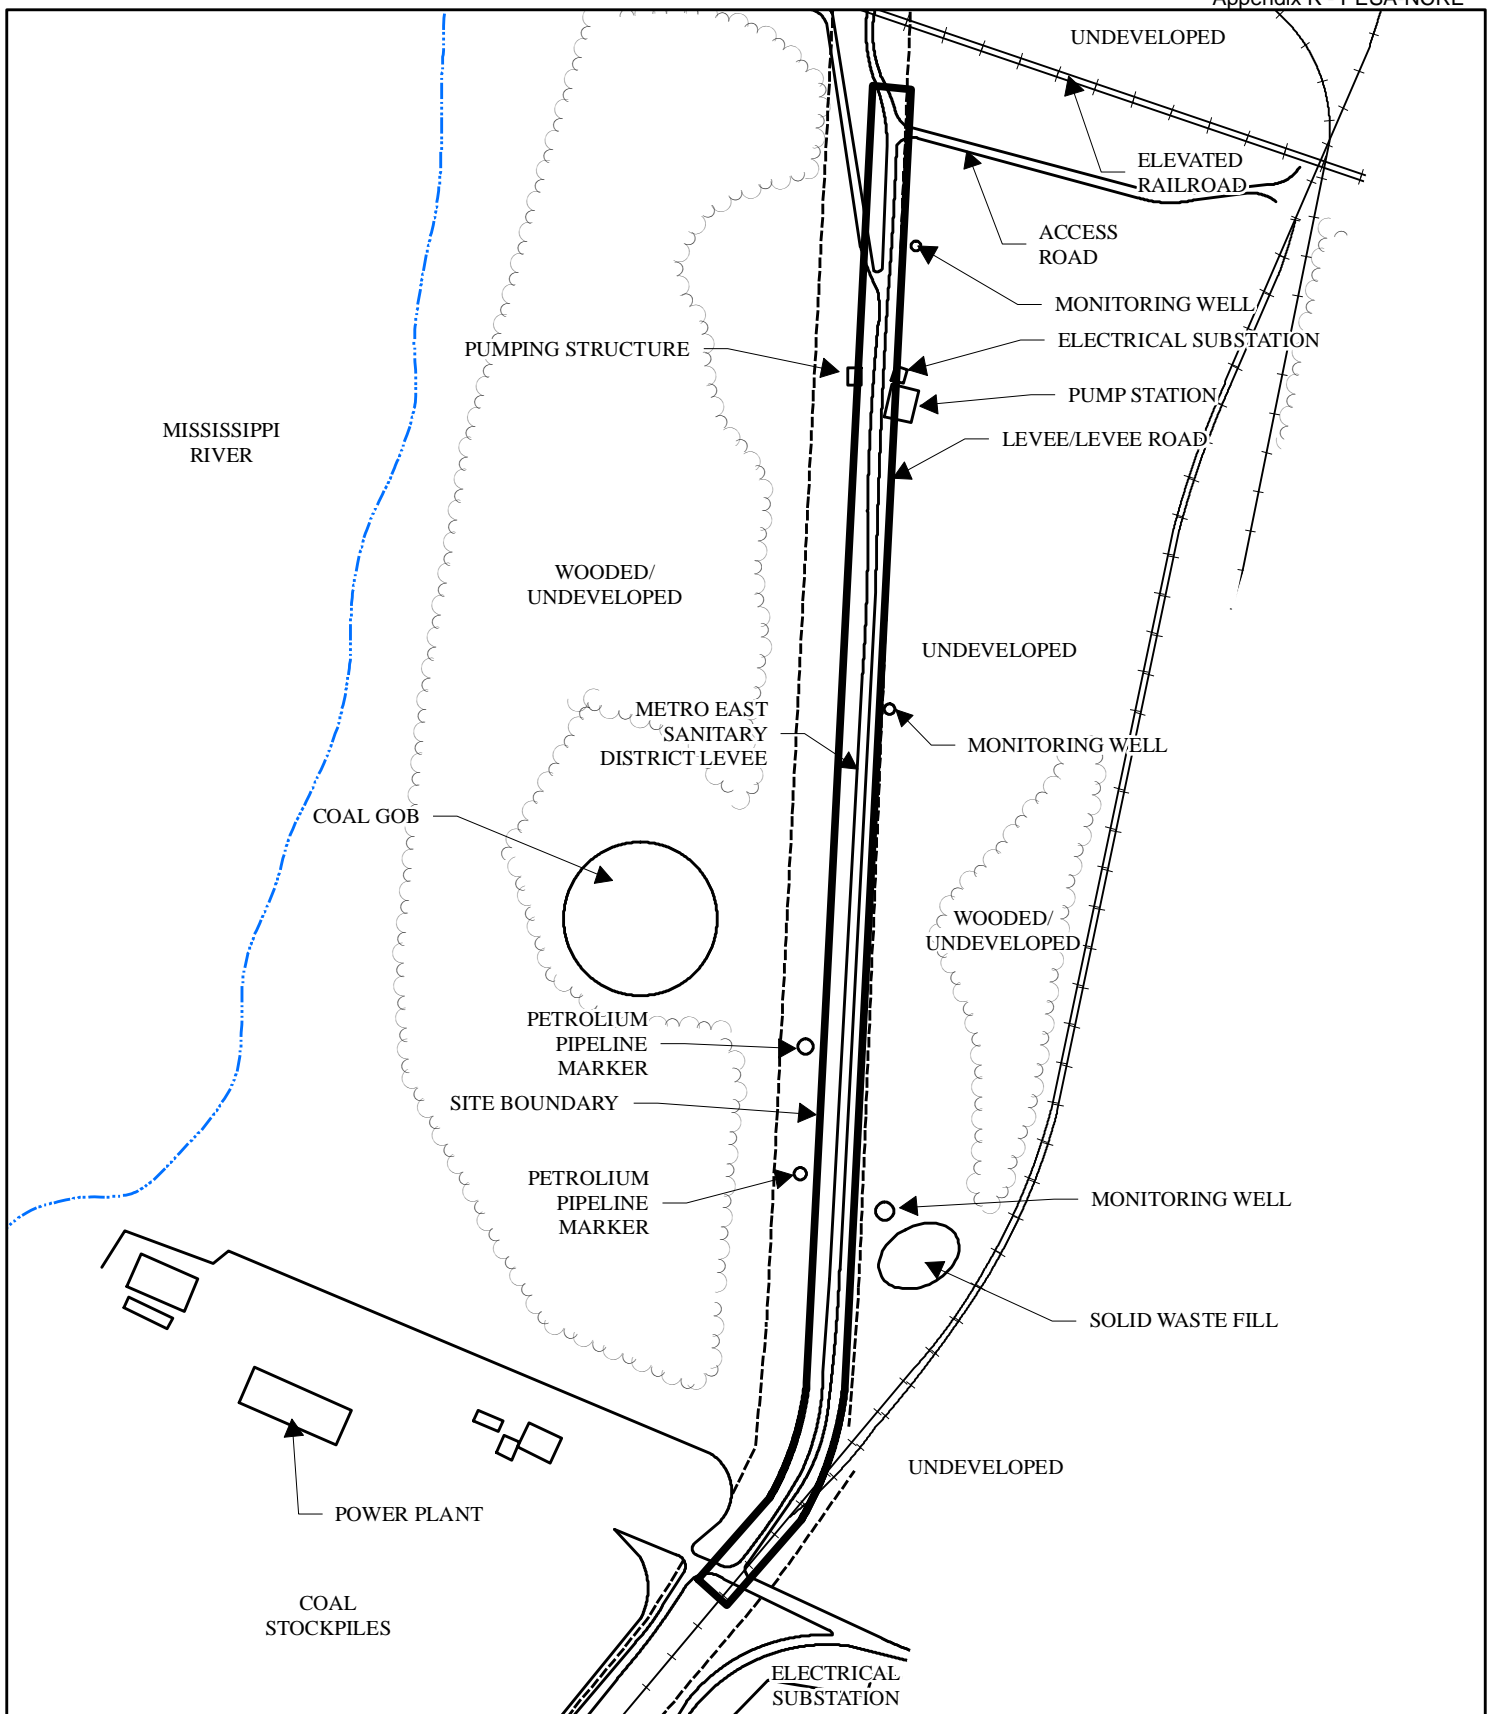 UNDEVELOPED
ELEVATED
RAILROAD
ACCESS
ROAD
MONITORING WELL
ELECTRICAL SUBSTATION
PUMPING STRUCTURE
PUMP STATION
MISSISSIPPI
RIVER
LEVEE/LEVEE ROAD
WOODED/
UNDEVELOPED
UNDEVELOPED
METRO EAST
SANITARY
DISTRICT LEVEE
MONITORING WELL
COAL GOB
WOODED/
UNDEVELOPED
PETROLIUM
PIPELINE
MARKER
SITE BOUNDARY
PETROLIUM
PIPELINE
MARKER
MONITORING WELL
SOLID WASTE FILL
UNDEVELOPED
POWER PLANT
COAL
STOCKPILES
ELECTRICAL
SUBSTATION